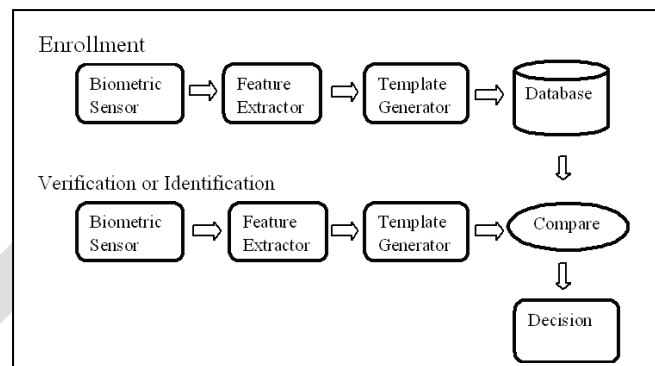 Enrollment
Biometric
Sensor
Feature
Extractor
Template
Generator
Database
Verification or Identification
Biometric
Sensor
Feature
Extractor
Template
Generator
Compare
Decision